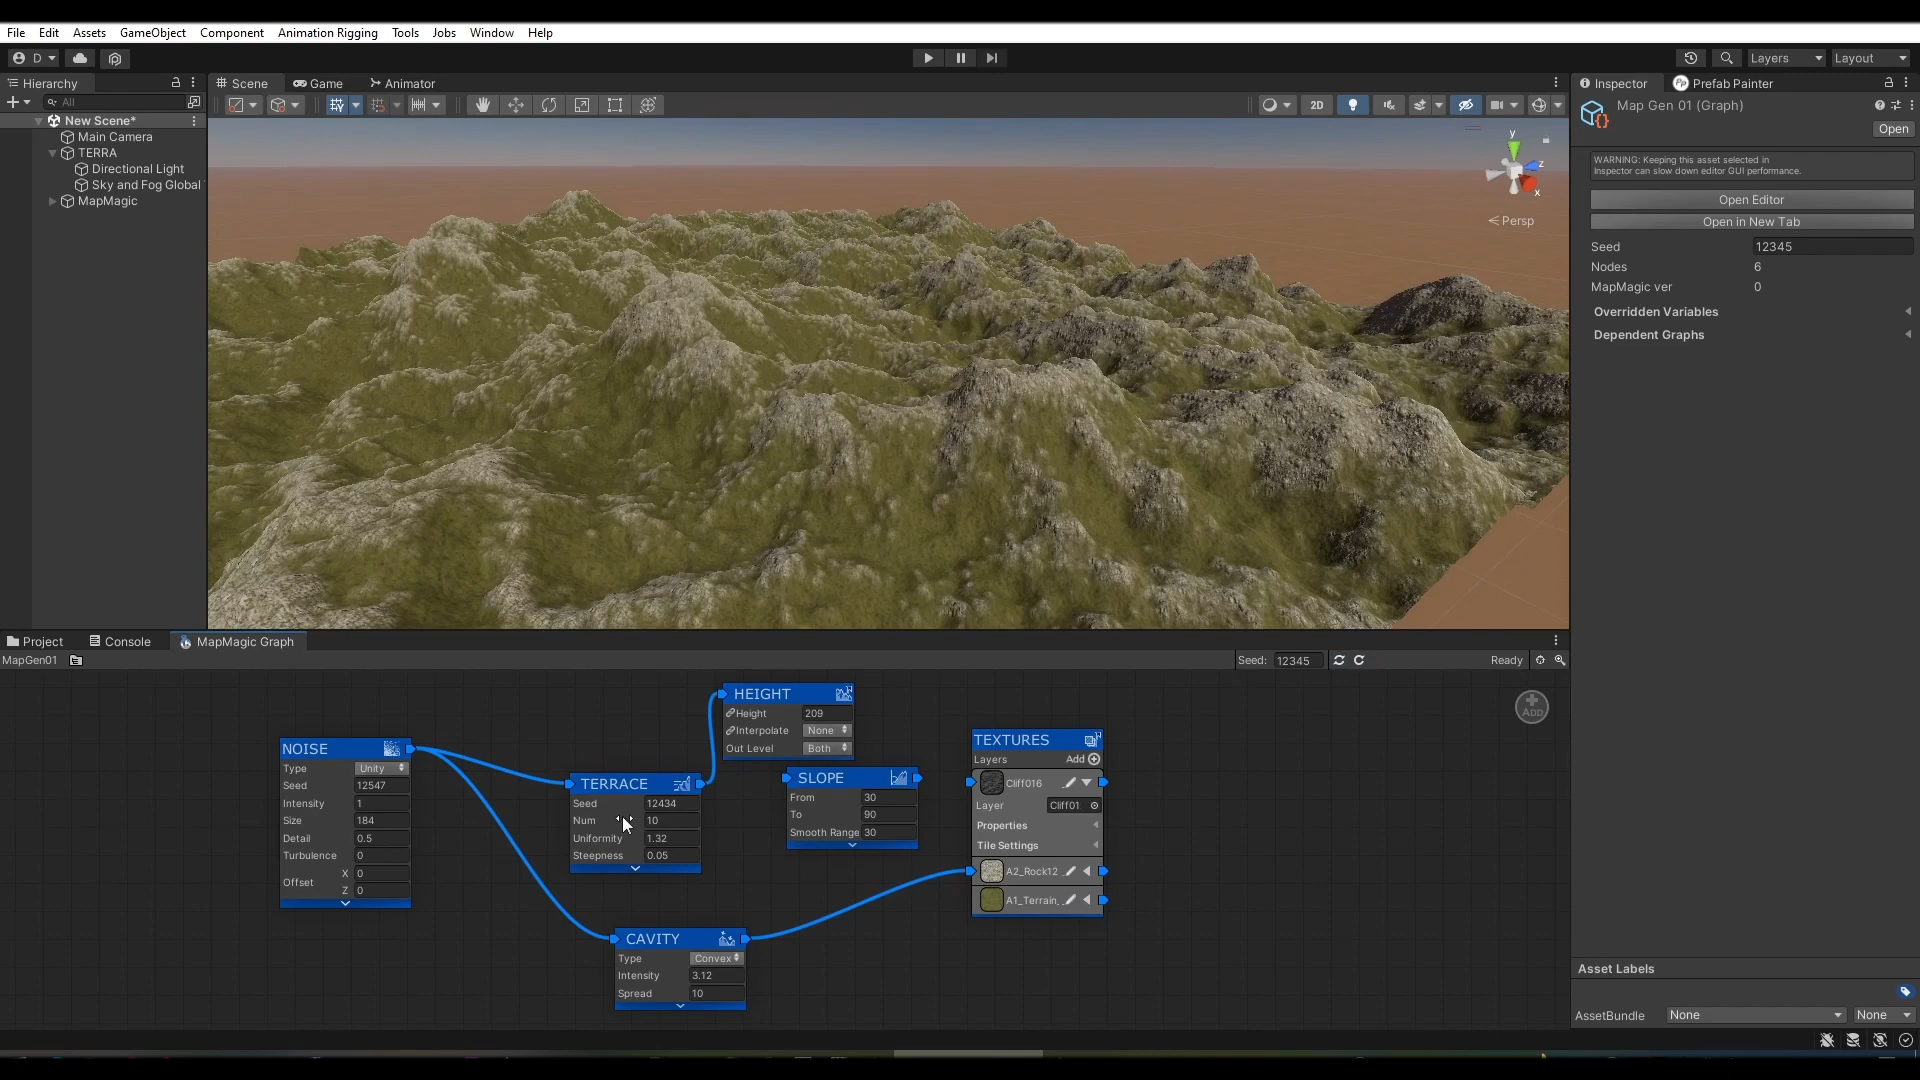 File Edit Assets GameObject Component Animation Rigging Tools Jobs Window Help
D Layers Layout
Hierarchy
All
New Scene*
Main Camera
TERRA
Directional Light
Sky and Fog Global
MapMagic
Scene Game Animator
2D
y
z
x
Persp
Inspector Prefab Painter
Map Gen 01 (Graph)
Open
WARNING: Keeping this asset selected in
Inspector can slow down editor GUI performance.
Open Editor
Open in New Tab
Seed 12345
Nodes 6
MapMagic ver 0
Overridden Variables
Dependent Graphs
Asset Labels
AssetBundle None None
Project Console MapMagic Graph
MapGen01 Seed: 12345 Ready
ADD
NOISE
Type Unity
Seed 12547
Intensity 1
Size 184
Detail 0.5
Turbulence 0
Offset X 0
Z 0
TERRACE
Seed 12434
Num 10
Uniformity 1.32
Steepness 0.05
HEIGHT
Height 209
Interpolate None
Out Level Both
SLOPE
From 30
To 90
Smooth Range 30
CAVITY
Type Convex
Intensity 3.12
Spread 10
TEXTURES
Layers Add
Cliff016
Layer Cliff01
Properties
Tile Settings
A2_Rock12
A1_Terrain_